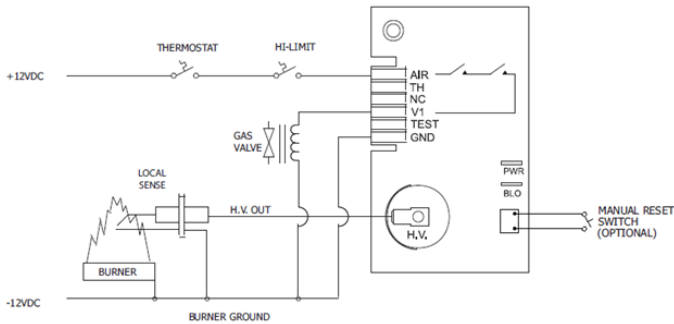 THERMOSTAT
HI-LIMIT
+12VDC
AIR
TH
NC
V1
TEST
GND
GAS
VALVE
PWR
BLO
LOCAL
SENSE
H.V. OUT
H.V.
MANUAL RESET
SWITCH
(OPTIONAL)
BURNER
-12VDC
BURNER GROUND